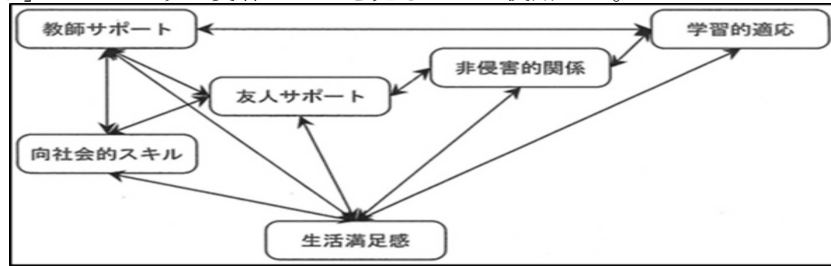 教師サポート
学習的適応
非侵害的関係
友人サポート
向社会的スキル
生活満足感